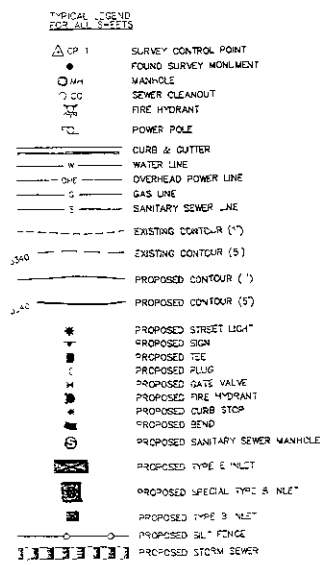 TYPICAL LEGEND
FOR ALL SHEETS
CP 1 SURVEY CONTROL POINT
FOUND SURVEY MONUMENT
MH MANHOLE
CO SEWER CLEANOUT
FIRE HYDRANT
POWER POLE
CURB & GUTTER
W WATER LINE
OHE OVERHEAD POWER LINE
G GAS LINE
S SANITARY SEWER LINE
EXISTING CONTOUR (1')
5340 EXISTING CONTOUR (5')
PROPOSED CONTOUR (1')
5340 PROPOSED CONTOUR (5')
PROPOSED STREET LIGHT
PROPOSED SIGN
PROPOSED TEE
PROPOSED PLUG
PROPOSED GATE VALVE
PROPOSED FIRE HYDRANT
PROPOSED CURB STOP
PROPOSED BEND
S PROPOSED SANITARY SEWER MANHOLE
PROPOSED TYPE E INLET
PROPOSED SPECIAL TYPE B INLET
PROPOSED TYPE B INLET
PROPOSED SILT FENCE
PROPOSED STORM SEWER